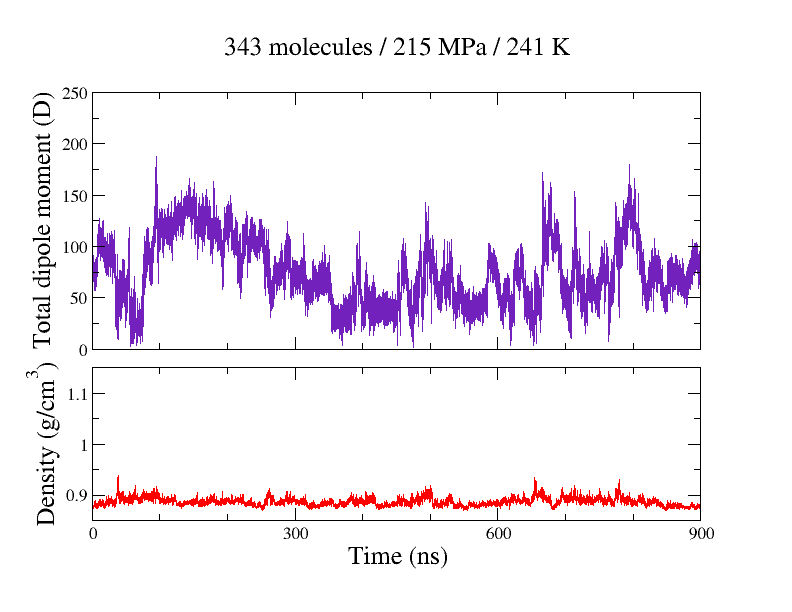 343 molecules / 215 MPa / 241 K
Total dipole moment (D)
250
200
150
100
50
0
Density (g/cm³)
1.1
1
0.9
0 300 600 900
Time (ns)